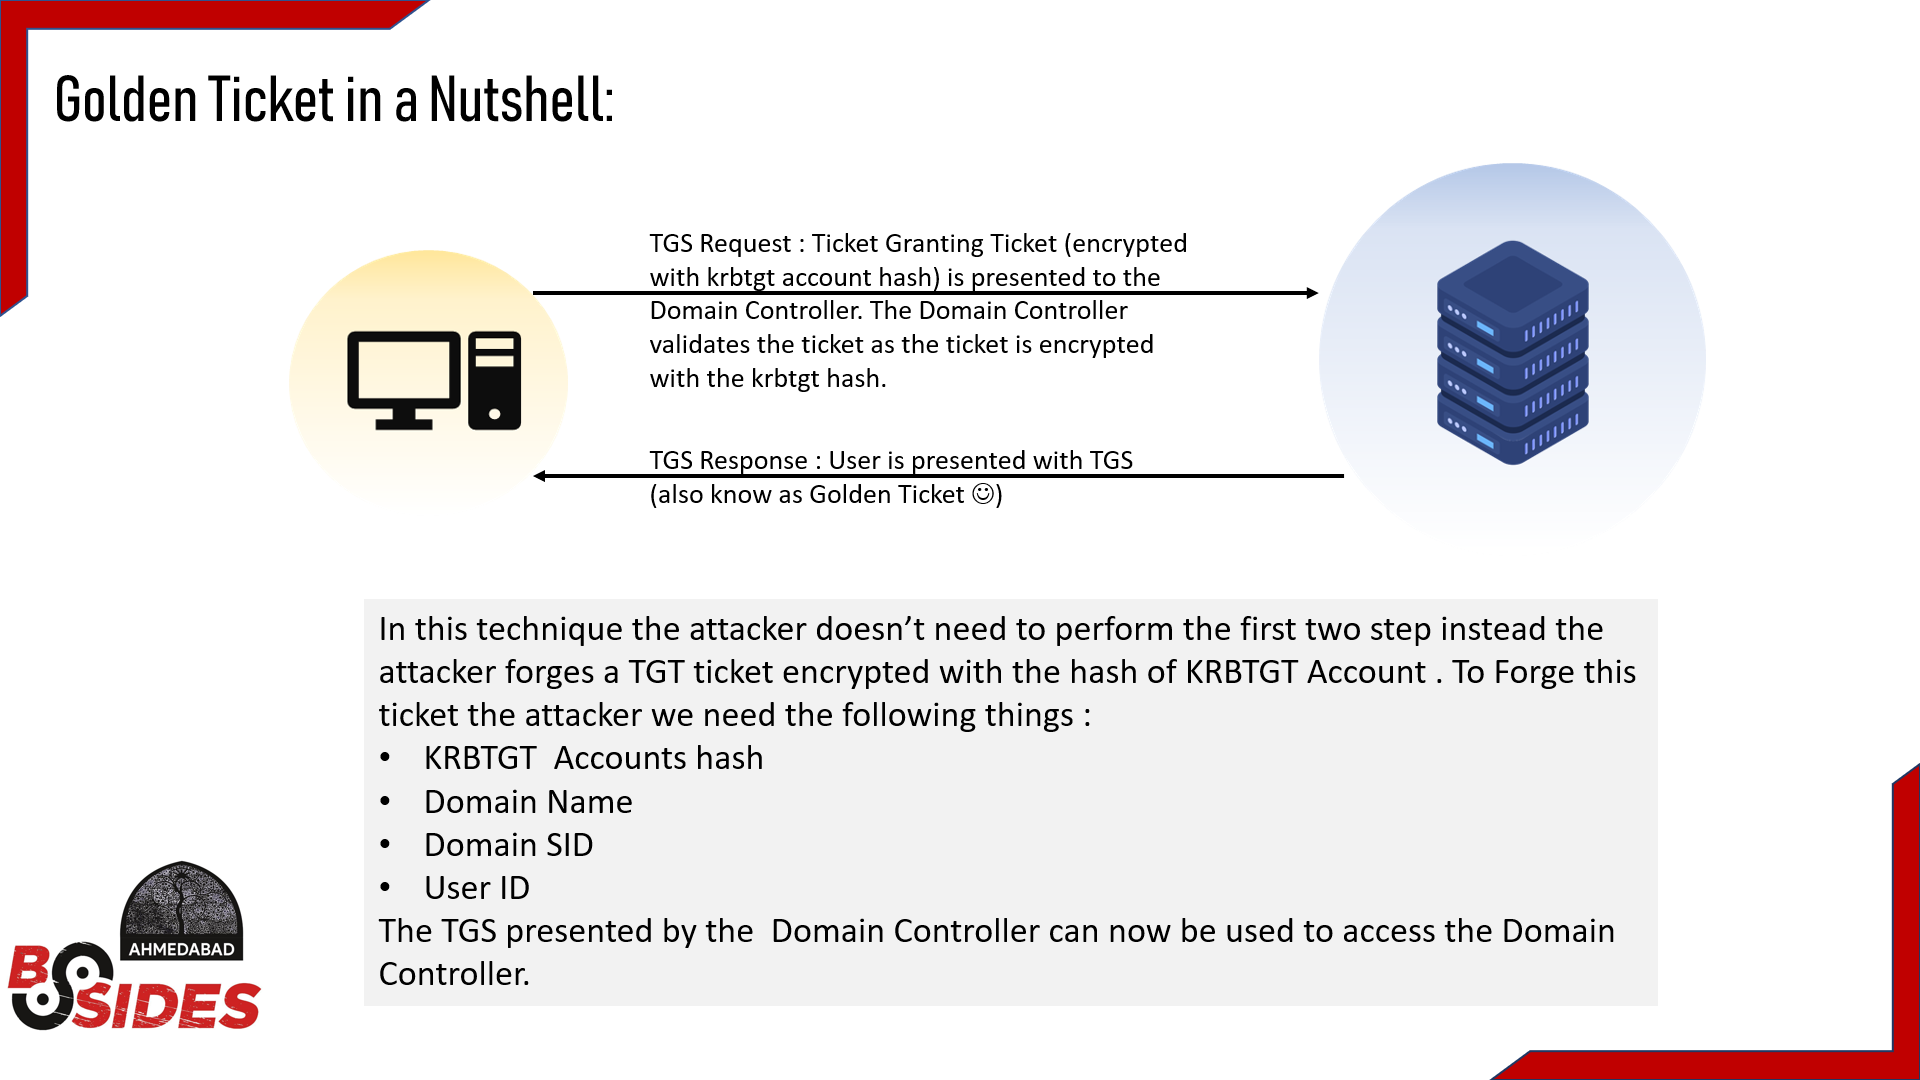 Golden Ticket in a Nutshell:
TGS Request : Ticket Granting Ticket (encrypted
with krbtgt account hash) is presented to the
Domain Controller. The Domain Controller
validates the ticket as the ticket is encrypted
with the krbtgt hash.
TGS Response : User is presented with TGS
(also know as Golden Ticket ☺)
In this technique the attacker doesn’t need to perform the first two step instead the
attacker forges a TGT ticket encrypted with the hash of KRBTGT Account . To Forge this
ticket the attacker we need the following things :
• KRBTGT  Accounts hash
• Domain Name
• Domain SID
• User ID
The TGS presented by the  Domain Controller can now be used to access the Domain
Controller.
AHMEDABAD
BSIDES